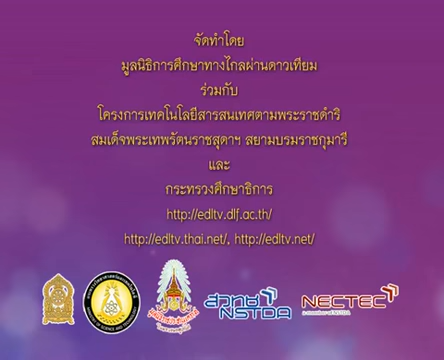 จัดทำโดย
มูลนิธิการศึกษาทางไกลผ่านดาวเทียม
ร่วมกับ
โครงการเทคโนโลยีสารสนเทศตามพระราชดำริ
สมเด็จพระเทพรัตนราชสุดาฯ สยามบรมราชกุมารี
และ
กระทรวงศึกษาธิการ
http://edltv.dlf.ac.th/
http://edltv.thai.net/, http://edltv.net/
สวทช
NSTDA
NECTEC
a member of NSTDA